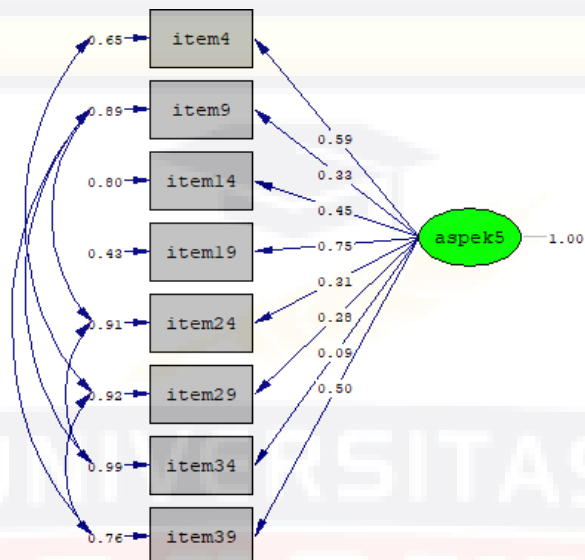 0.65 item4
0.89 item9
0.59
0.33
0.80 item14
0.45
0.43 item19
0.75
aspek5 1.00
0.31
0.91 item24
0.28
0.09
0.92 item29
0.50
UNIVERSITAS
0.99 item34
0.76 item39